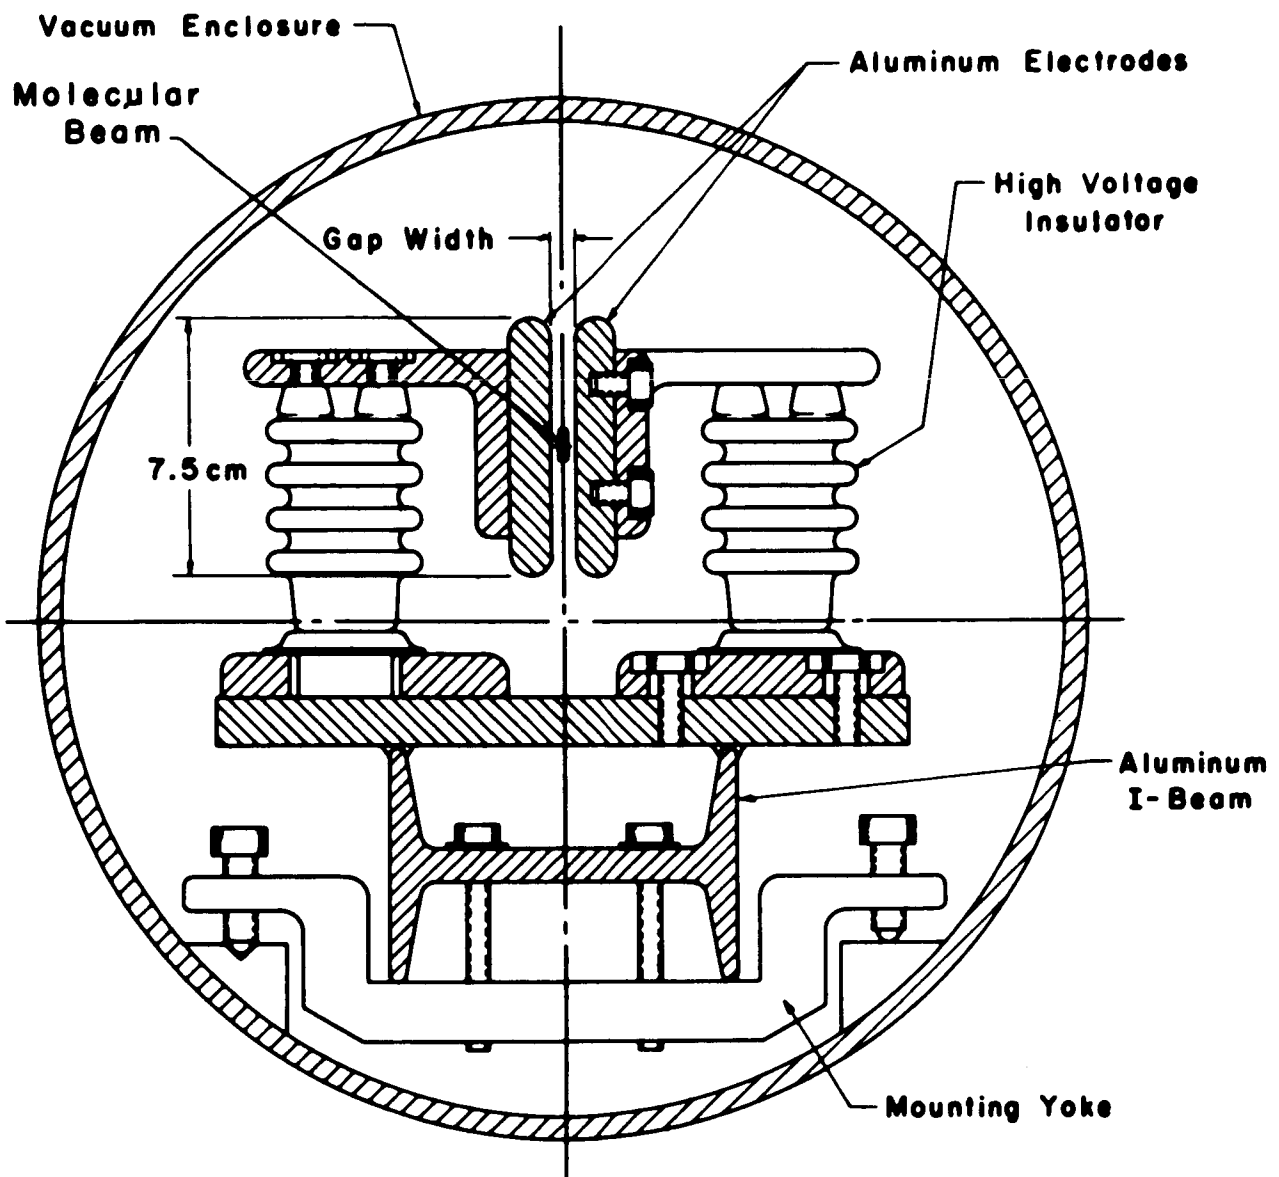 Vacuum Enclosure
Aluminum Electrodes
Molecular
Beam
High Voltage
Insulator
Gap Width
7.5cm
Aluminum
I-Beam
Mounting Yoke